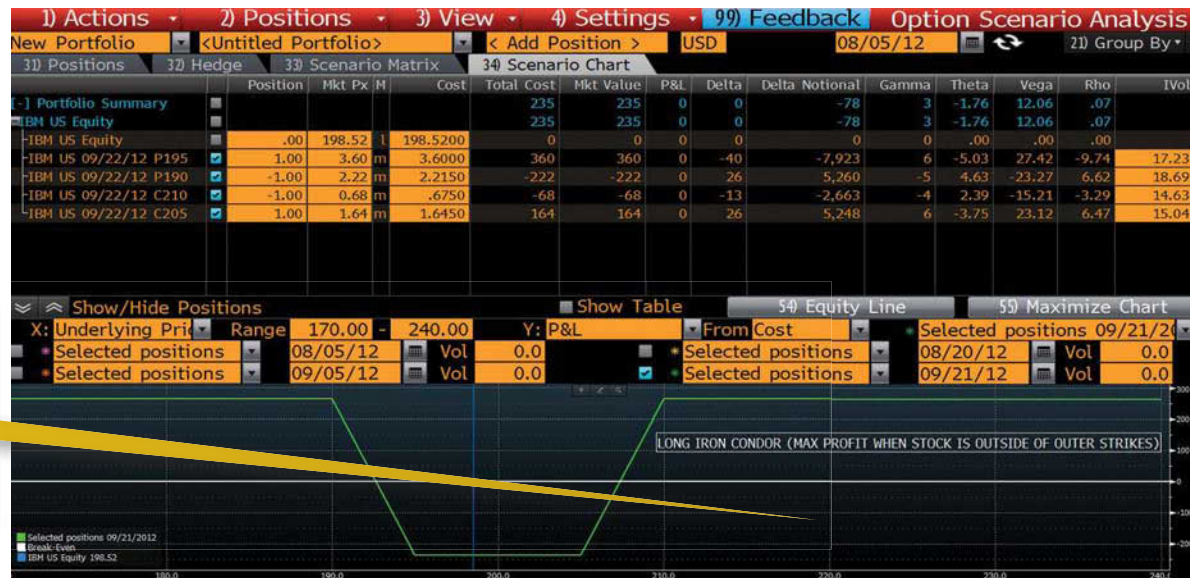 1) Actions 2) Positions 3) View 4) Settings 99) Feedback Option Scenario Analysis
New Portfolio <Untitled Portfolio> < Add Position > USD 08/05/12 21) Group By
31) Positions 32) Hedge 33) Scenario Matrix 34) Scenario Chart
Position Mkt Px M Cost Total Cost Mkt Value P&L Delta Delta Notional Gamma Theta Vega Rho IVol
[-] Portfolio Summary 235 235 0 0 -78 3 -1.76 12.06 .07
IBM US Equity 235 235 0 0 -78 3 -1.76 12.06 .07
IBM US Equity .00 198.52 l 198.5200 0 0 0 0 0 0 .00 .00 .00
IBM US 09/22/12 P195 1.00 3.60 m 3.6000 360 360 0 -40 -7,923 6 -5.03 27.42 -9.74 17.23
IBM US 09/22/12 P190 -1.00 2.22 m 2.2150 -222 -222 0 26 5,260 -5 4.63 -23.27 6.62 18.69
IBM US 09/22/12 C210 -1.00 0.68 m .6750 -68 -68 0 -13 -2,663 -4 2.39 -15.21 -3.29 14.63
IBM US 09/22/12 C205 1.00 1.64 m 1.6450 164 164 0 26 5,248 6 -3.75 23.12 6.47 15.04
Show/Hide Positions Show Table 54) Equity Line 55) Maximize Chart
X: Underlying Pric Range 170.00 - 240.00 Y: P&L From Cost Selected positions 09/21/20
Selected positions 08/05/12 Vol 0.0 Selected positions 08/20/12 Vol 0.0
Selected positions 09/05/12 Vol 0.0 Selected positions 09/21/12 Vol 0.0
300
200
LONG IRON CONDOR (MAX PROFIT WHEN STOCK IS OUTSIDE OF OUTER STRIKES)
100
0
-10
-20
Selected positions 09/21/2012
Break-Even
IBM US Equity 198.52
180.0 190.0 200.0 210.0 220.0 230.0 240.0